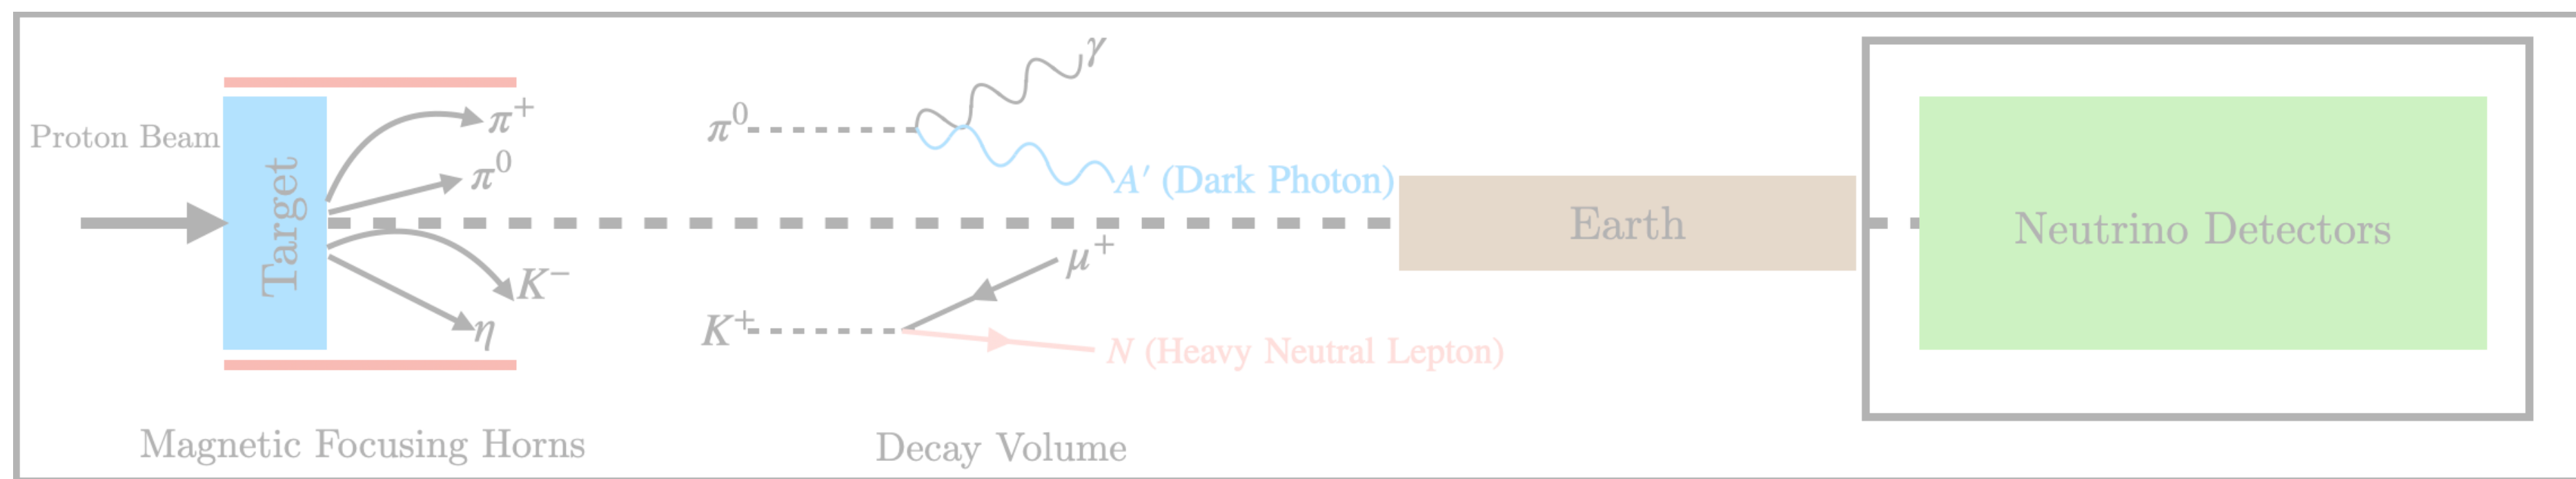 Proton Beam
Target
π⁺
π⁰
K⁻
η
Magnetic Focusing Horns
π⁰
γ
A′ (Dark Photon)
K⁺
μ⁺
N (Heavy Neutral Lepton)
Decay Volume
Earth
Neutrino Detectors